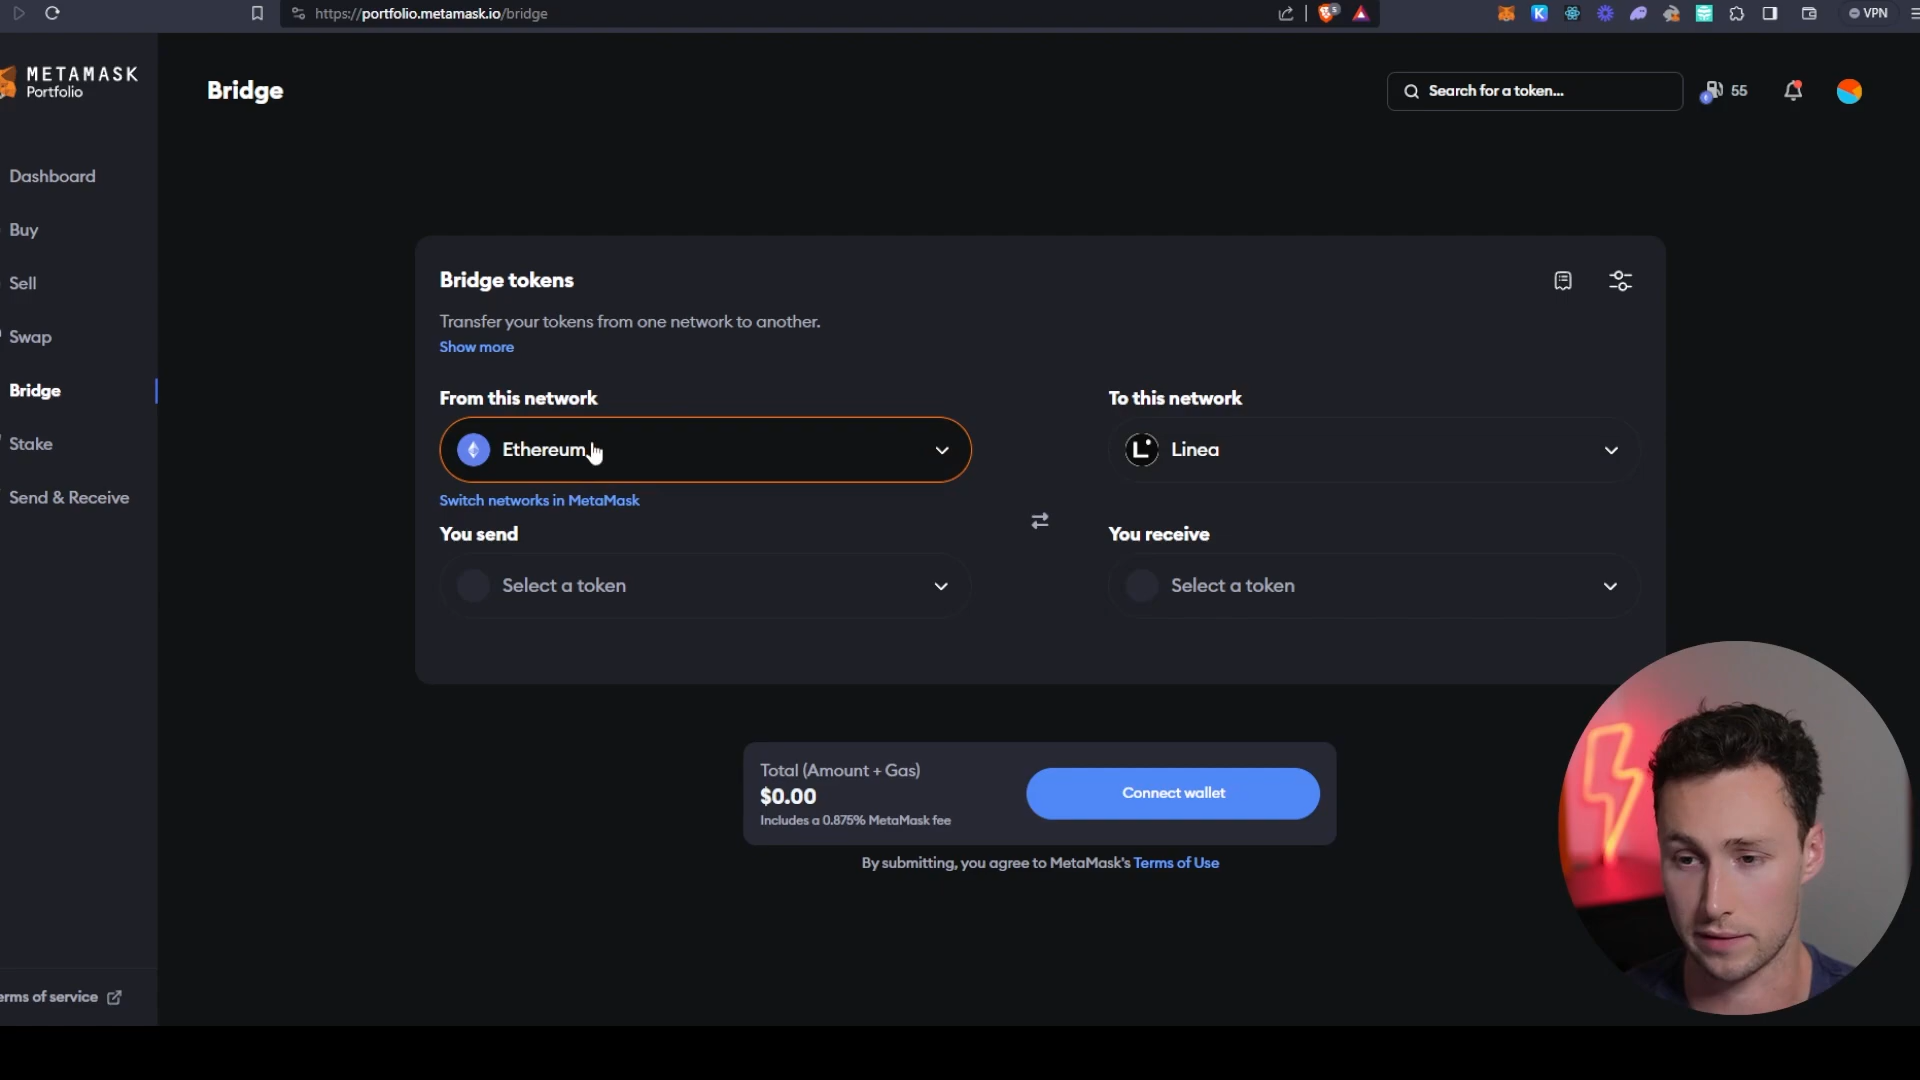 https://portfolio.metamask.io/bridge
VPN
METAMASK
Portfolio
Bridge
Search for a token...
55
Dashboard
Buy
Sell
Swap
Bridge
Stake
Send & Receive
Bridge tokens
Transfer your tokens from one network to another.
Show more
From this network
To this network
Ethereum
Linea
Switch networks in MetaMask
You send
You receive
Select a token
Select a token
Total (Amount + Gas)
$0.00
Includes a 0.875% MetaMask fee
Connect wallet
By submitting, you agree to MetaMask's Terms of Use
erms of service